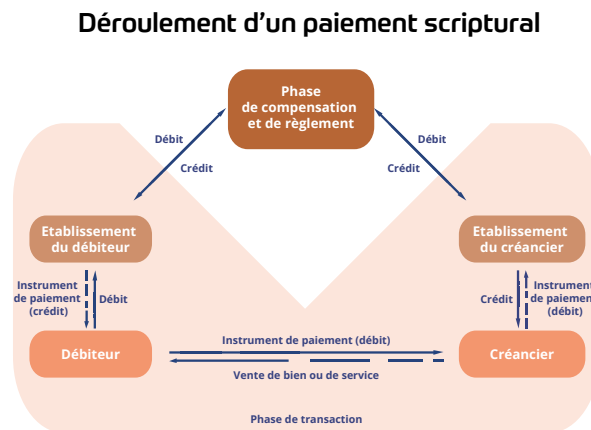 Déroulement d'un paiement scriptural
Phase
de compensation
et de règlement
Débit
Crédit
Débit
Crédit
Etablissement
du débiteur
Etablissement
du créancier
Instrument
de paiement
(crédit)
Débit
Crédit
Instrument
de paiement
(débit)
Débiteur
Instrument de paiement (débit)
Vente de bien ou de service
Créancier
Phase de transaction